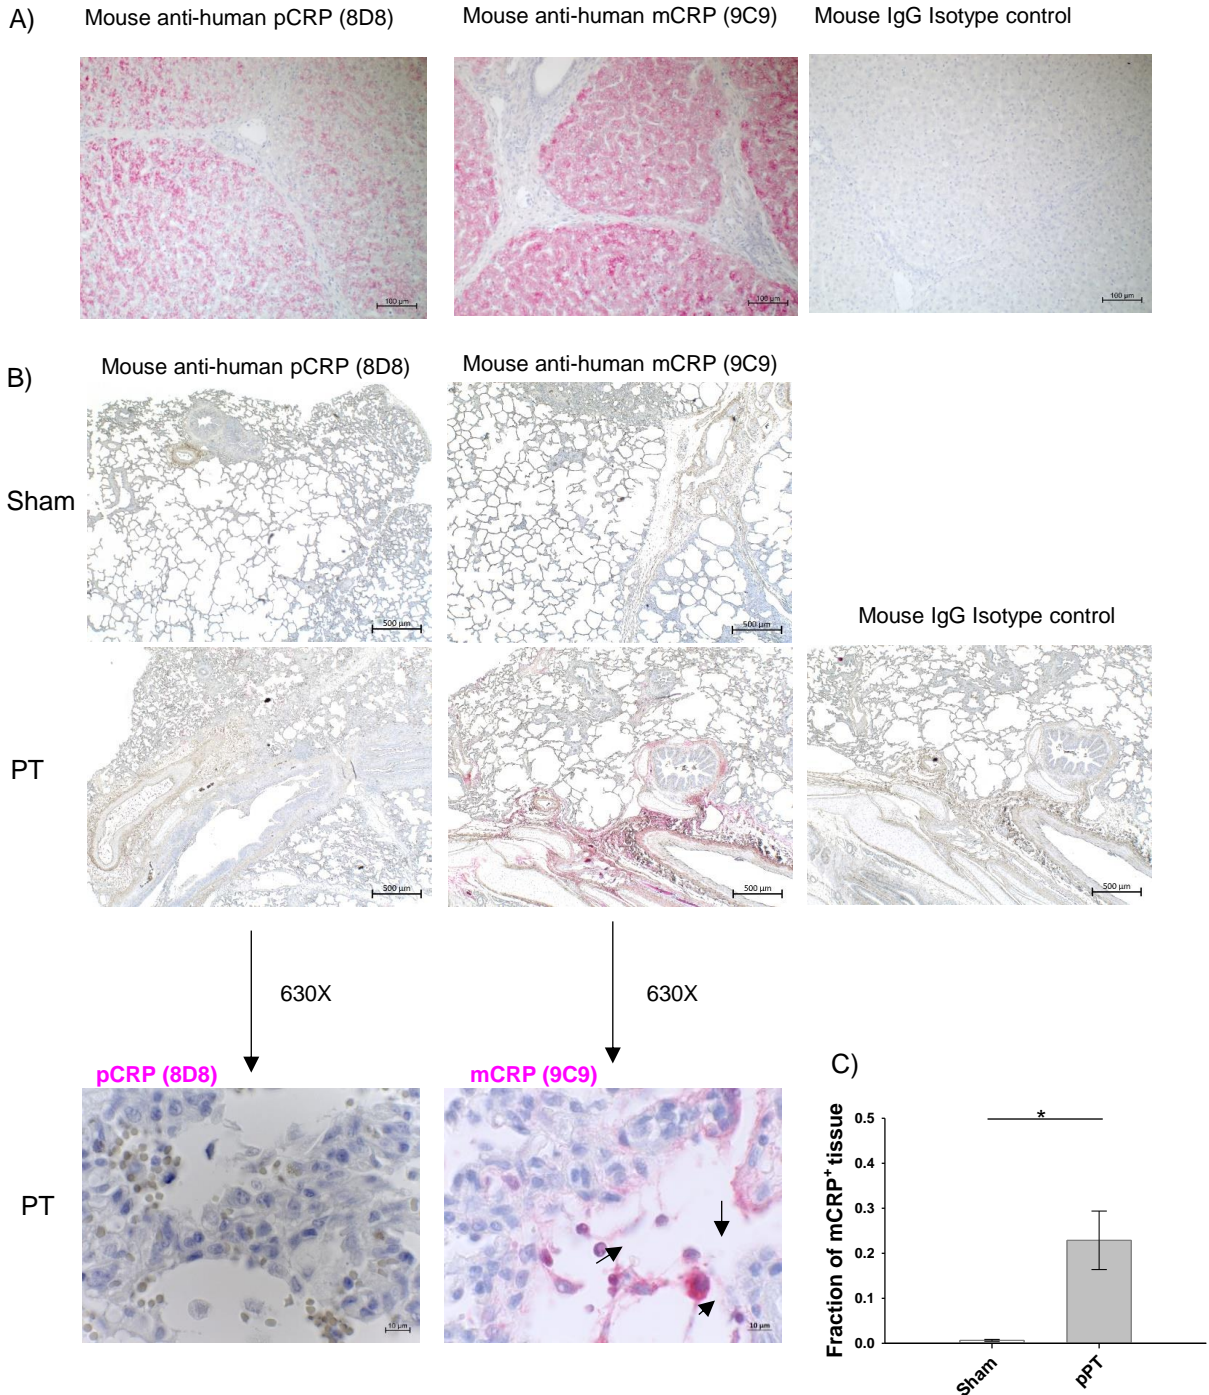 A)
Mouse anti-human pCRP (8D8)
Mouse anti-human mCRP (9C9)
Mouse IgG Isotype control
100 µm
100 µm
100 µm
B)
Mouse anti-human pCRP (8D8)
Mouse anti-human mCRP (9C9)
Sham
500 µm
500 µm
Mouse IgG Isotype control
PT
500 µm
500 µm
500 µm
630X
630X
pCRP (8D8)
mCRP (9C9)
PT
10 µm
10 µm
C)
Fraction of mCRP+ tissue
0.5
0.4
0.3
0.2
0.1
0.0
*
Sham
pPT